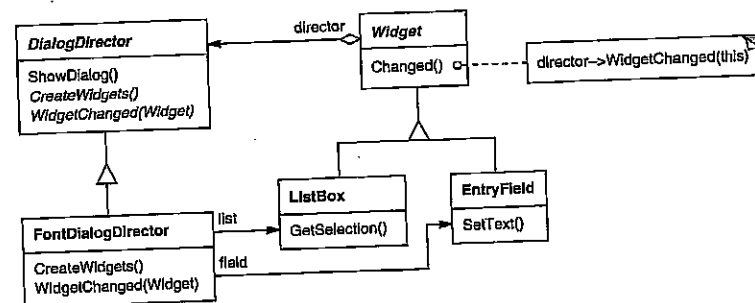 DialogDirector
ShowDialog()
CreateWidgets()
WidgetChanged(Widget)
director
Widget
Changed()
director->WidgetChanged(this)
ListBox
GetSelection()
EntryField
SetText()
FontDialogDirector
CreateWidgets()
WidgetChanged(Widget)
list
field